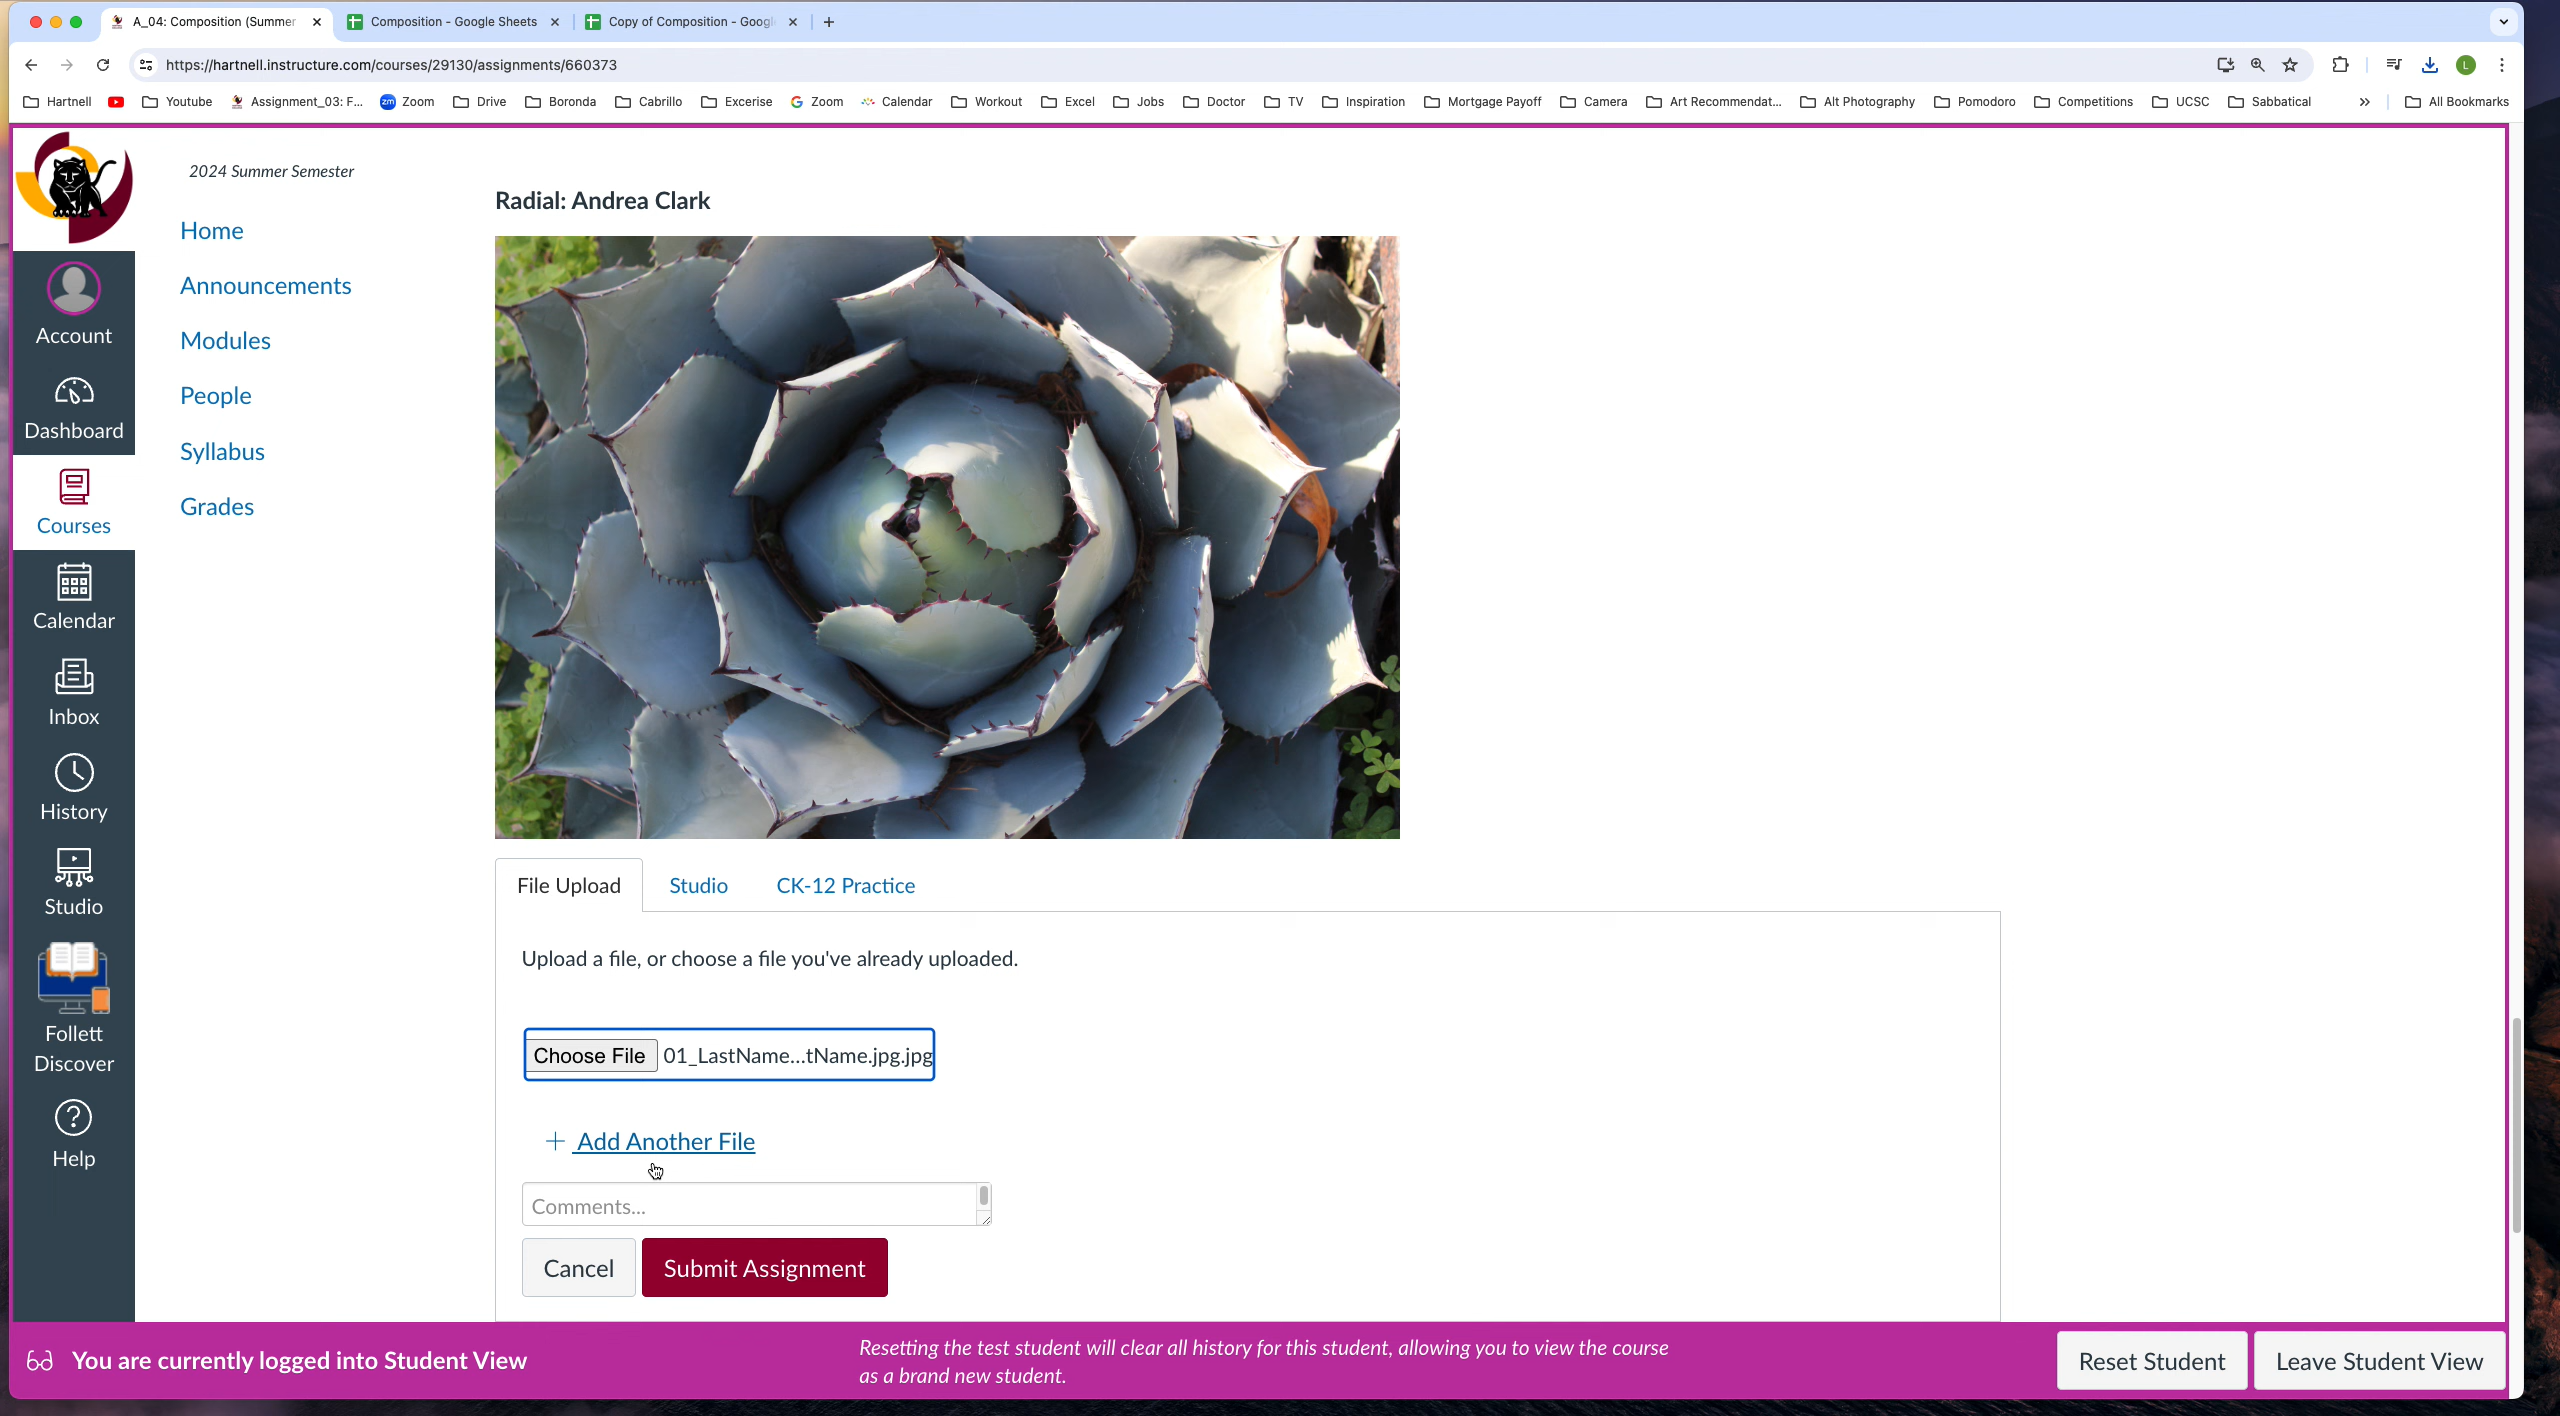 A_04: Composition (Summer
Composition - Google Sheets
Copy of Composition - Googl
https://hartnell.instructure.com/courses/29130/assignments/660373
Hartnell
Youtube
Assignment_03: F...
zm Zoom
Drive
Boronda
Cabrillo
Excerise
Zoom
Calendar
Workout
Excel
Jobs
Doctor
TV
Inspiration
Mortgage Payoff
Camera
Art Recommendat...
Alt Photography
Pomodoro
Competitions
UCSC
Sabbatical
All Bookmarks
L
2024 Summer Semester
Home
Announcements
Modules
People
Syllabus
Grades
Account
Dashboard
Courses
Calendar
Inbox
History
Studio
Follett
Discover
Help
Radial: Andrea Clark
File Upload
Studio
CK-12 Practice
Upload a file, or choose a file you've already uploaded.
Choose File 01_LastName...tName.jpg.jpg
+ Add Another File
Comments...
Cancel
Submit Assignment
You are currently logged into Student View
Resetting the test student will clear all history for this student, allowing you to view the course
as a brand new student.
Reset Student
Leave Student View